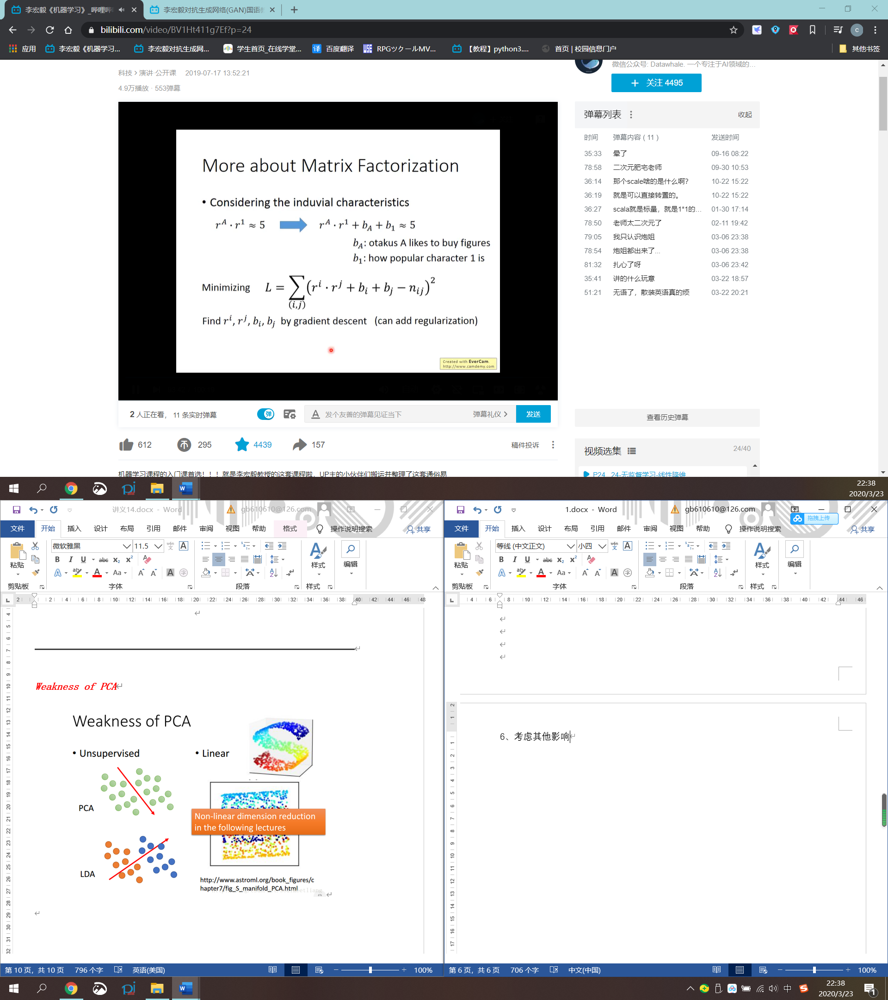 李宏毅《机器学习》_哔哩哔
李宏毅对抗生成网络(GAN)国语
bilibili.com/video/BV1Ht411g7Ef?p=24
应用
李宏毅《机器学习...
李宏毅对抗生成网...
学生首页_在线学堂...
百度翻译
RPGツクールMV...
【教程】python3....
首页 | 校园信息门户
其他书签
科技 > 演讲·公开课 2019-07-17 13:52:21
4.9万播放 · 553弹幕
微信公众号: Datawhale. 一个专注于AI领域的...
+ 关注 4495
More about Matrix Factorization
• Considering the induvial characteristics
r^A · r^1 ≈ 5 r^A · r^1 + b_A + b_1 ≈ 5
b_A: otakus A likes to buy figures
b_1: how popular character 1 is
Minimizing L = ∑_(i,j) (r^i · r^j + b_i + b_j − n_ij)^2
Find r^i, r^j, b_i, b_j by gradient descent (can add regularization)
Created with EverCam.
http://www.camdemy.com
弹幕列表 收起
时间 弹幕内容 ( 11 ) 发送时间
35:33 晕了 09-16 08:22
78:58 二次元肥宅老师 09-30 10:53
36:14 那个scale啥的是什么啊? 10-22 15:22
36:19 就是可以直接转置的。 10-22 15:22
36:27 scala就是标量，就是1*1的... 01-30 17:14
78:50 老师太二次元了 02-11 19:42
79:05 我只认识炮姐 03-06 23:38
78:54 炮姐都出来了... 03-06 23:38
81:32 扎心了呀 03-06 23:42
35:41 讲的什么玩意 03-22 18:57
51:21 无语了，散装英语真的烦 03-22 20:21
查看历史弹幕
2 人正在看， 11 条实时弹幕
弹
发个友善的弹幕见证当下
弹幕礼仪 >
发送
612 295 4439 157
稿件投诉
视频选集 24/40
P24 24-无监督学习-线性降维
机器学习课程的入门课首选！！！就是李宏毅教授的这套课程啦，UP主的小伙伴们搬运并整理了这套通俗易
22:38
2020/3/23
讲义14.docx - Word
gb610610@126.com
文件 开始 插入 设计 布局 引用 邮件 审阅 视图 帮助 格式 操作说明搜索 共享
微软雅黑 11.5
粘贴 样式 编辑
剪贴板 字体 段落 样式
Weakness of PCA
Weakness of PCA
• Unsupervised
• Linear
PCA
LDA
Non-linear dimension reduction
in the following lectures
http://www.astroml.org/book_figures/c
hapter7/fig_S_manifold_PCA.html
第 10 页，共 10 页 796 个字 英语(美国) 100%
1.docx - Word
gb610610@126.com
拖拽上传
文件 开始 插入 设计 布局 引用 邮件 审阅 视图 帮助 操作说明搜索 共享
等线 (中文正文) 小四
粘贴 样式 编辑
剪贴板 字体 段落 样式
6、考虑其他影响
第 6 页，共 6 页 706 个字 中文(中国) 100%
中
22:38
2020/3/23
1